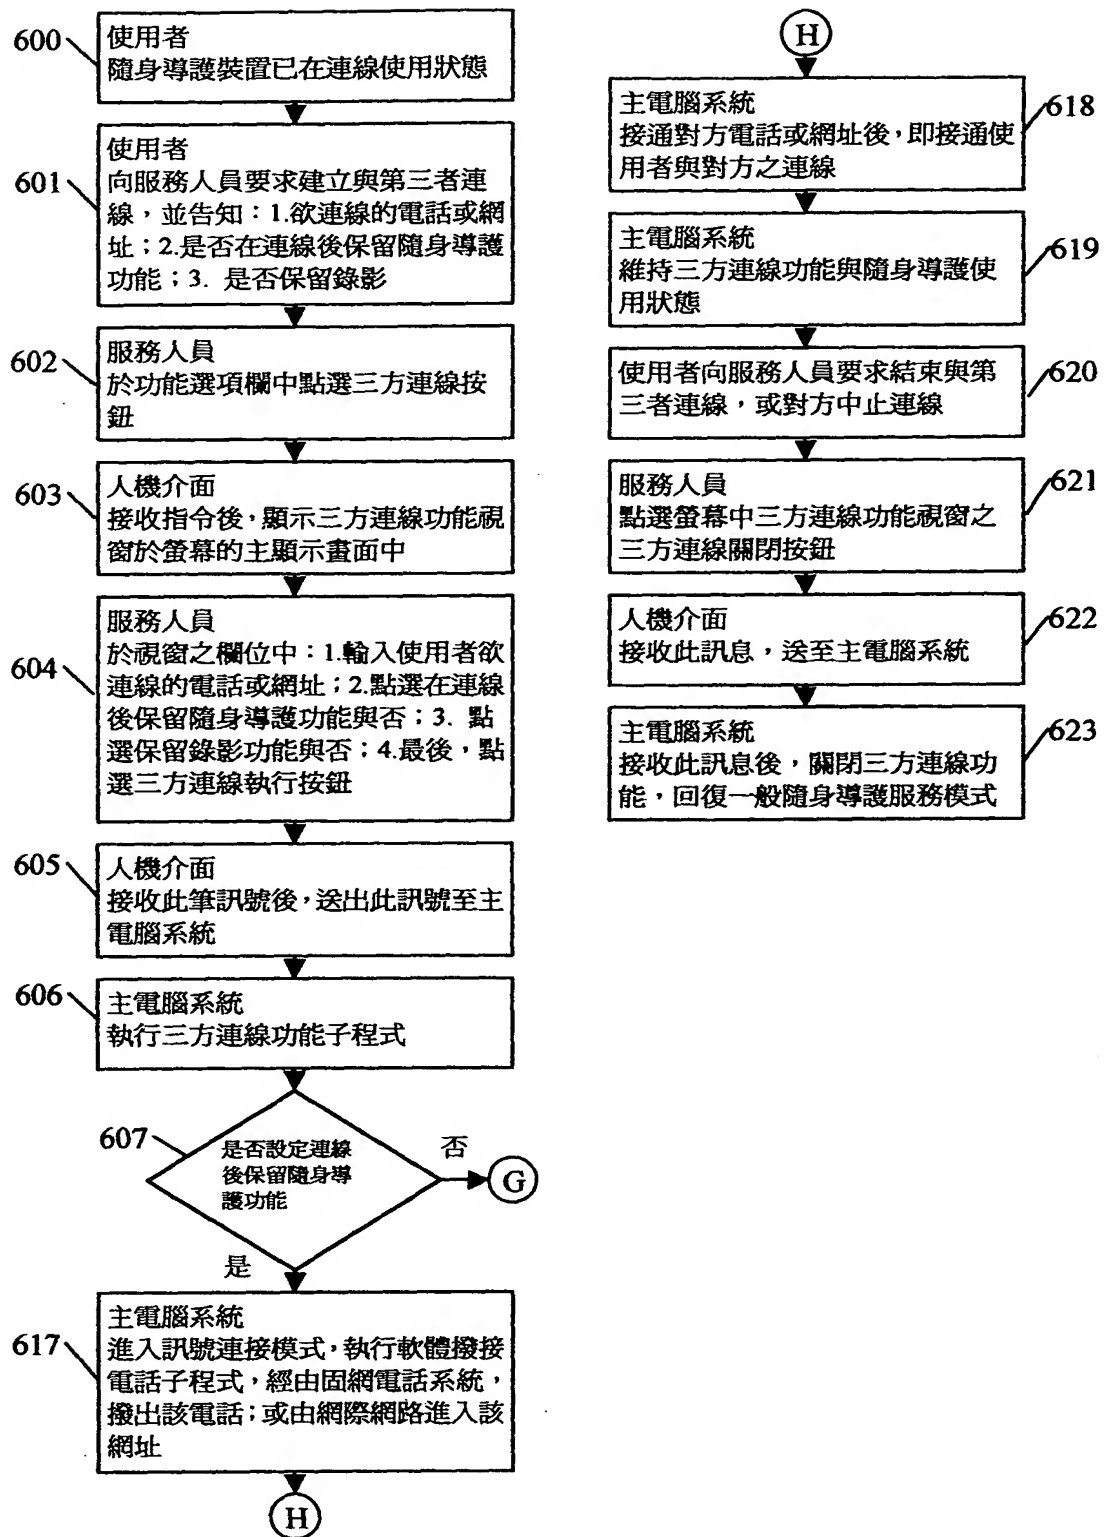 600
使用者
隨身導護裝置已在連線使用狀態
601
使用者
向服務人員要求建立與第三者連
線，並告知：1.欲連線的電話或網
址；2.是否在連線後保留隨身導護
功能；3. 是否保留錄影
602
服務人員
於功能選項欄中點選三方連線按
鈕
603
人機介面
接收指令後，顯示三方連線功能視
窗於螢幕的主顯示畫面中
604
服務人員
於視窗之欄位中：1.輸入使用者欲
連線的電話或網址；2.點選在連線
後保留隨身導護功能與否；3. 點
選保留錄影功能與否；4.最後，點
選三方連線執行按鈕
605
人機介面
接收此筆訊號後，送出此訊號至主
電腦系統
606
主電腦系統
執行三方連線功能子程式
607
是否設定連線
後保留隨身導
護功能
否
G
是
617
主電腦系統
進入訊號連接模式，執行軟體撥接
電話子程式，經由固網電話系統，
撥出該電話；或由網際網路進入該
網址
H
H
主電腦系統
接通對方電話或網址後，即接通使
用者與對方之連線
618
主電腦系統
維持三方連線功能與隨身導護使
用狀態
619
使用者向服務人員要求結束與第
三者連線，或對方中止連線
620
服務人員
點選螢幕中三方連線功能視窗之
三方連線關閉按鈕
621
人機介面
接收此訊息，送至主電腦系統
622
主電腦系統
接收此訊息後，關閉三方連線功
能，回復一般隨身導護服務模式
623